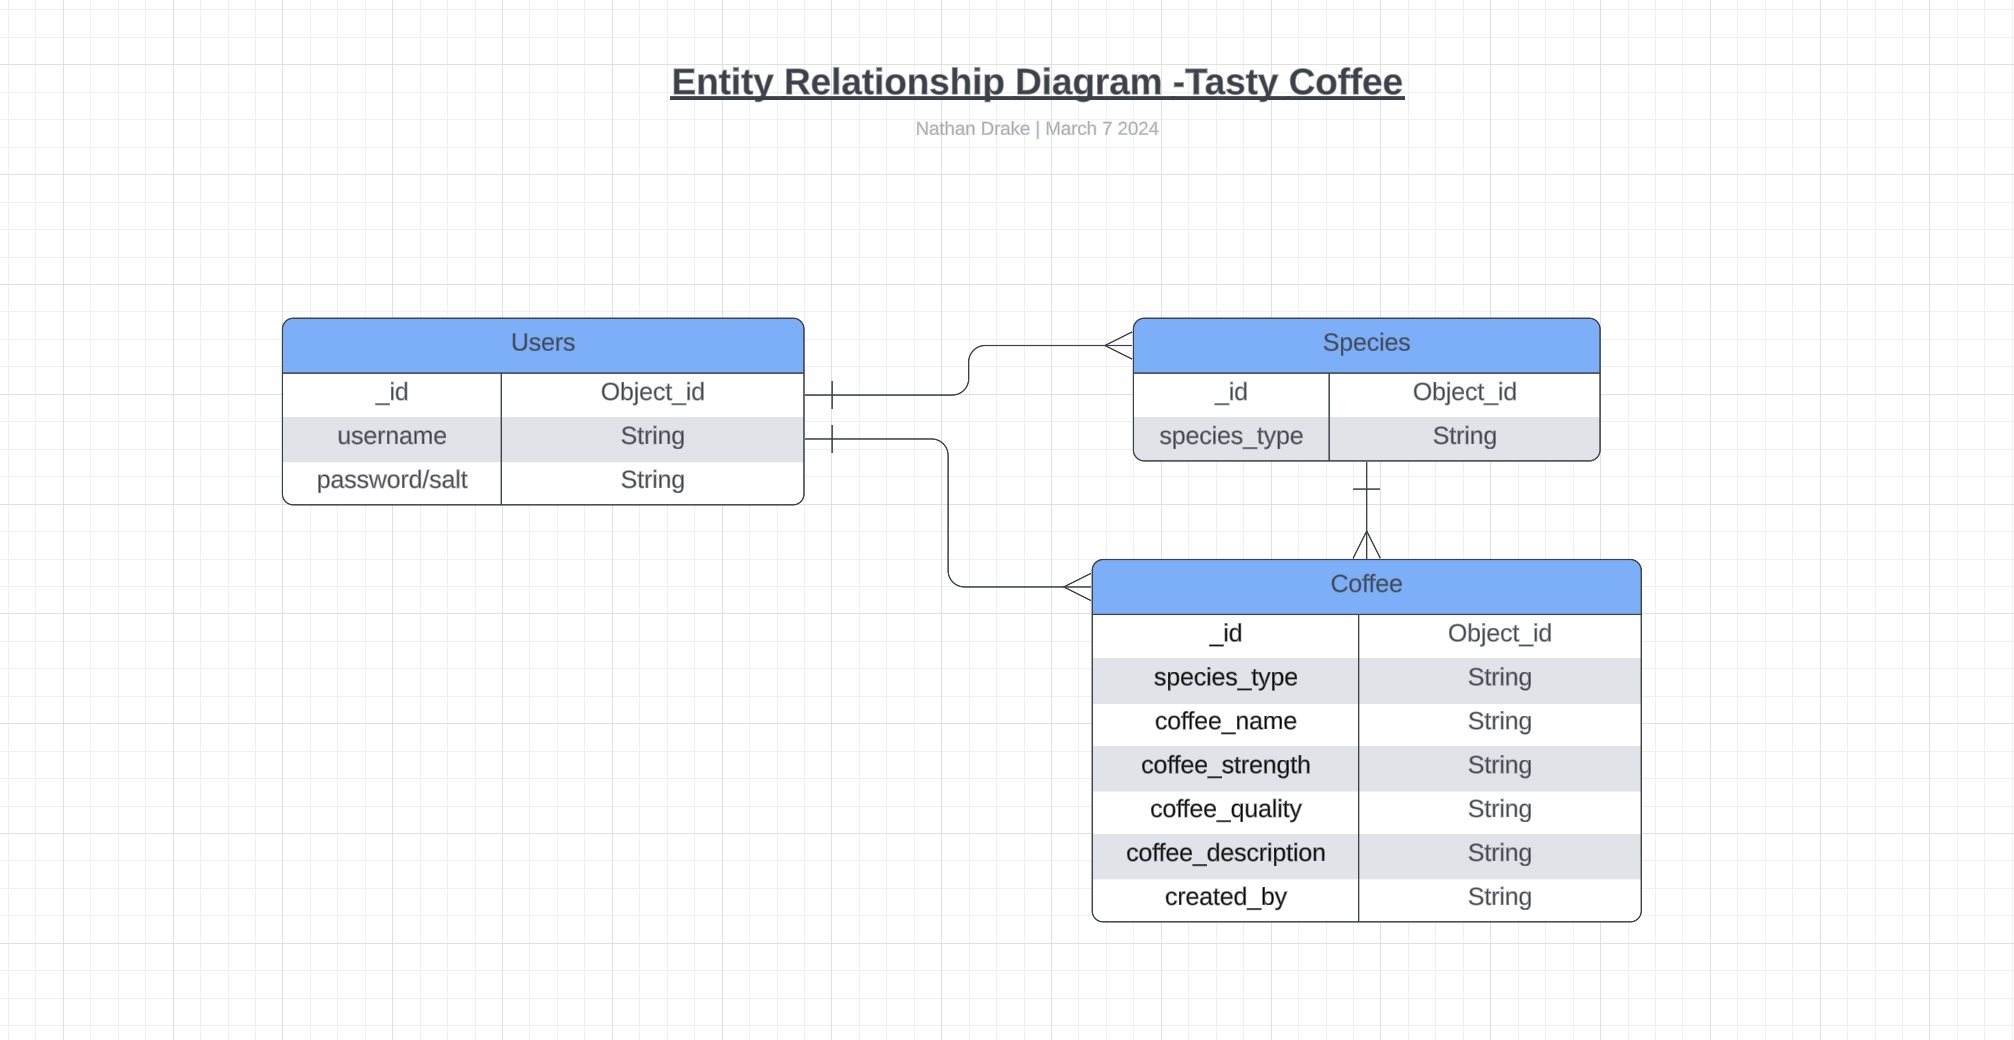 Entity Relationship Diagram -Tasty Coffee
Nathan Drake | March 7 2024
Users
_id Object_id
username String
password/salt String
Species
_id Object_id
species_type String
Coffee
_id Object_id
species_type String
coffee_name String
coffee_strength String
coffee_quality String
coffee_description String
created_by String